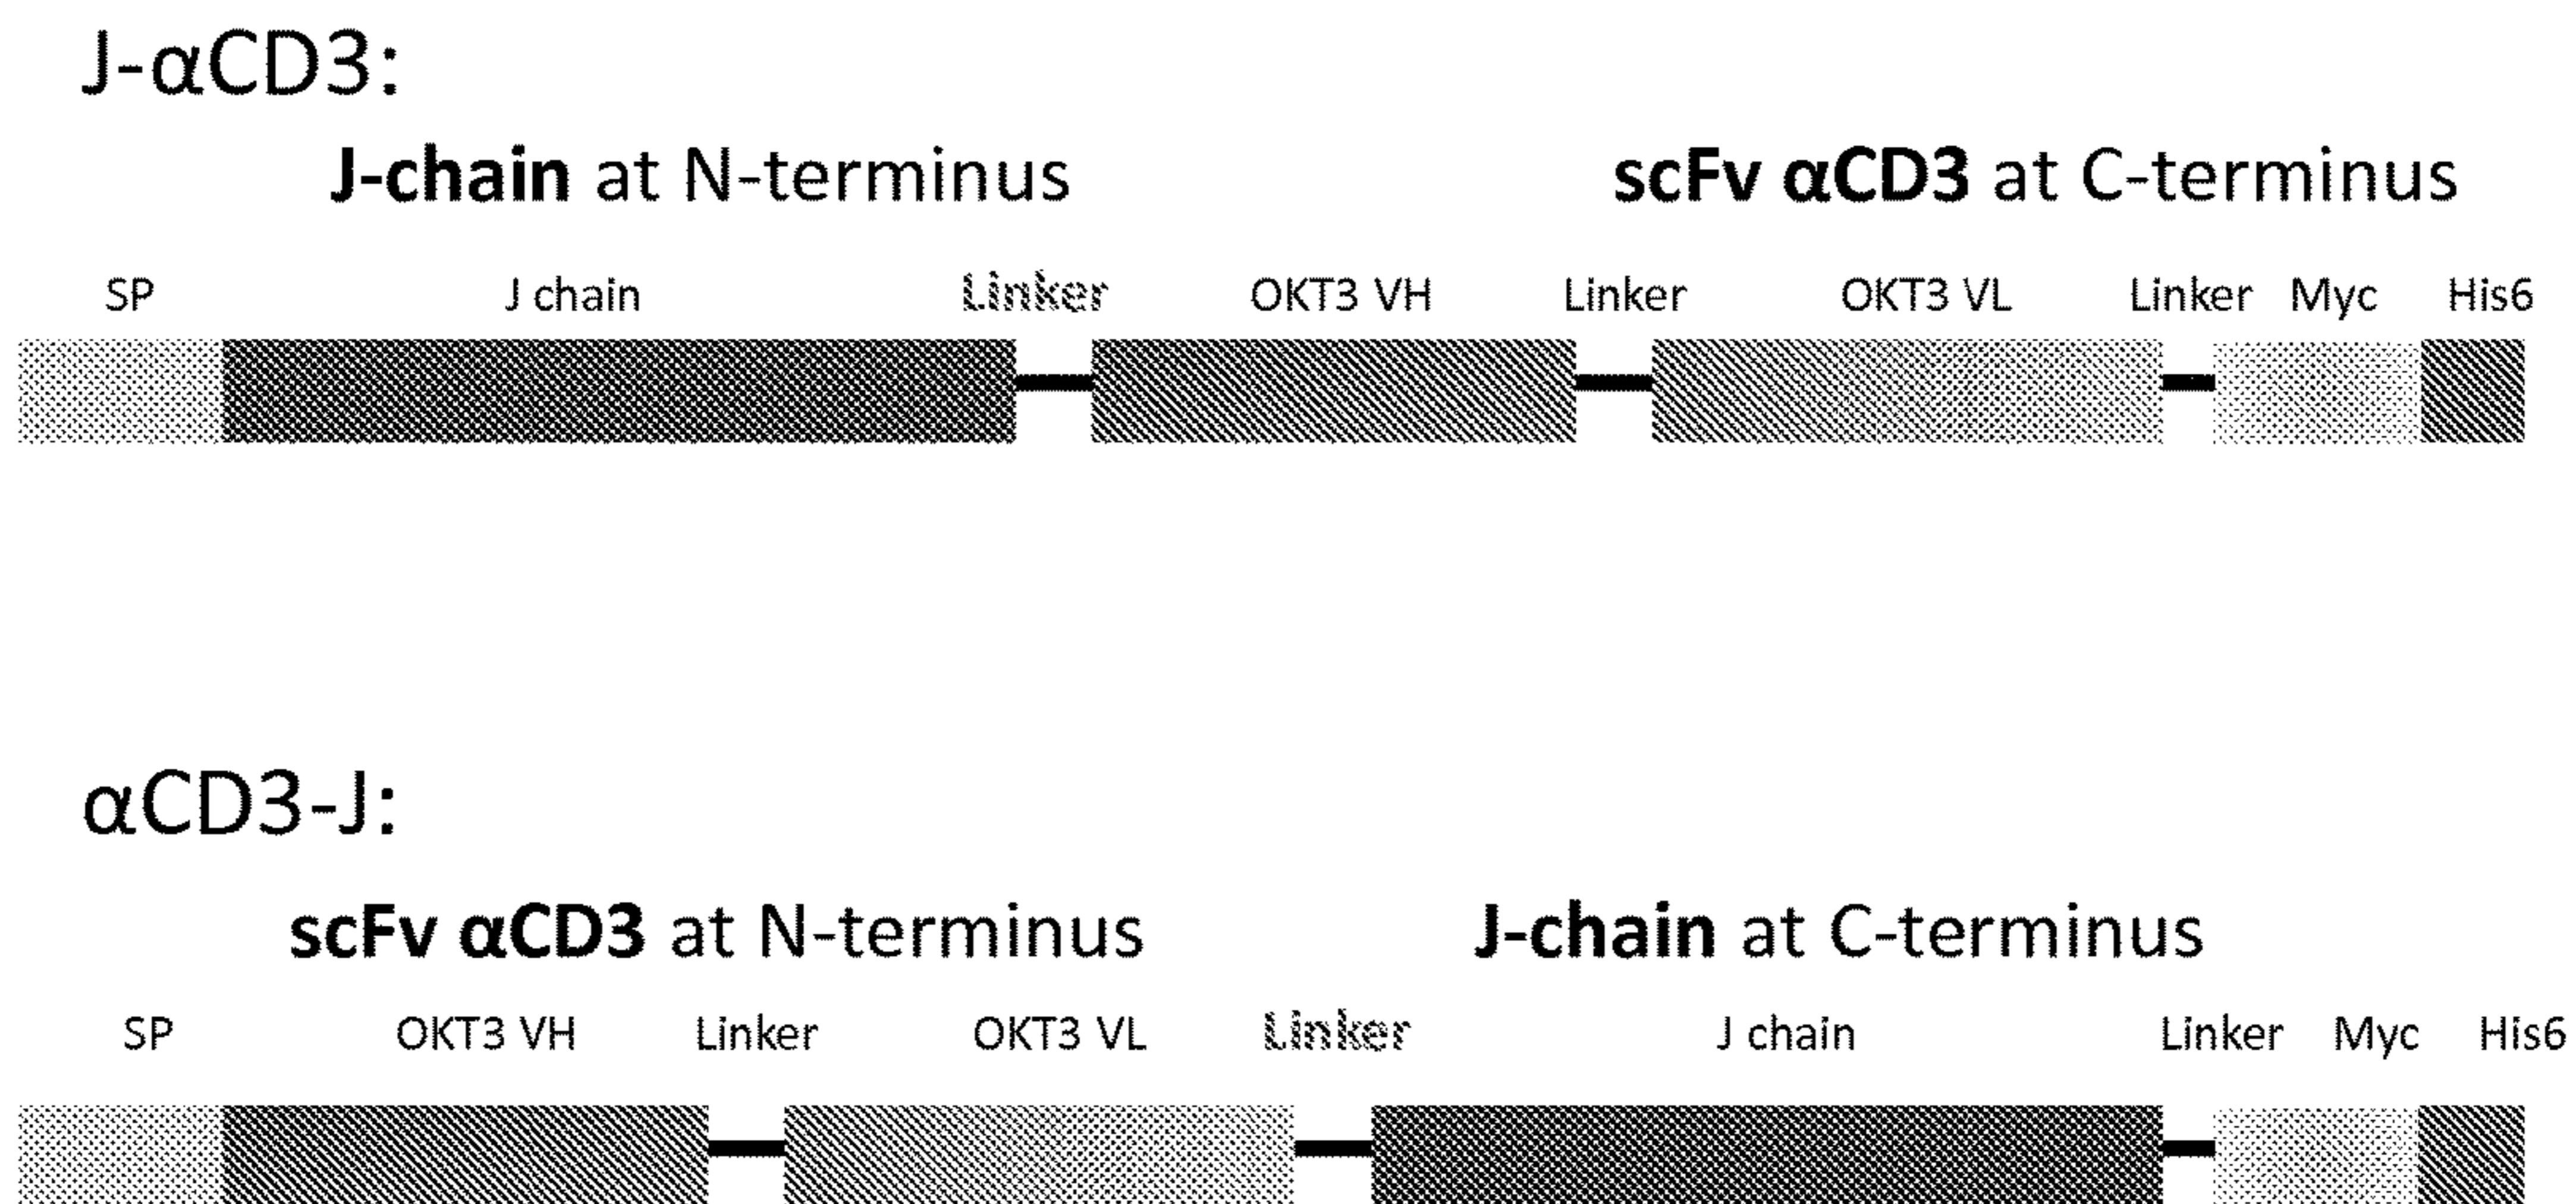 J-αCD3:
J-chain at N-terminus scFv αCD3 at C-terminus
SP J chain Linker OKT3 VH Linker OKT3 VL Linker Myc His6
αCD3-J:
scFv αCD3 at N-terminus J-chain at C-terminus
SP OKT3 VH Linker OKT3 VL Linker J chain Linker Myc His6